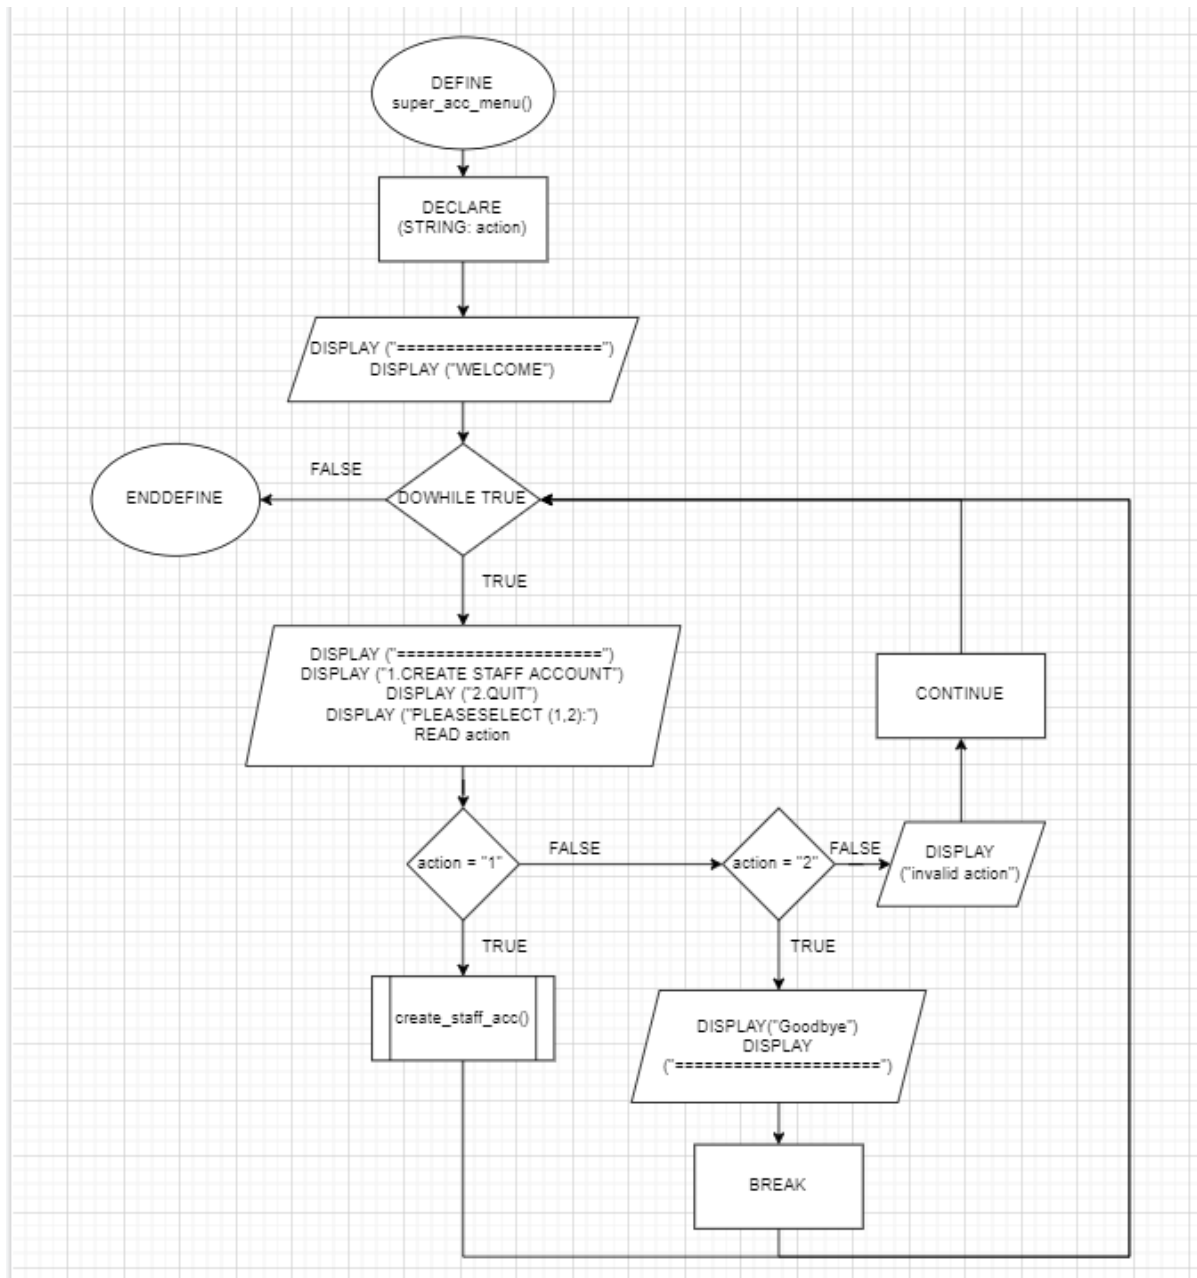 DEFINE
super_acc_menu()
DECLARE
(STRING: action)
DISPLAY ("=====================")
DISPLAY ("WELCOME")
FALSE
ENDDEFINE
DOWHILE TRUE
TRUE
DISPLAY ("=====================")
DISPLAY ("1.CREATE STAFF ACCOUNT")
DISPLAY ("2.QUIT")
DISPLAY ("PLEASESELECT (1,2):")
READ action
CONTINUE
action = "1"
FALSE
action = "2"
FALSE
DISPLAY
("invalid action")
TRUE
TRUE
create_staff_acc()
DISPLAY("Goodbye")
DISPLAY
("=====================")
BREAK